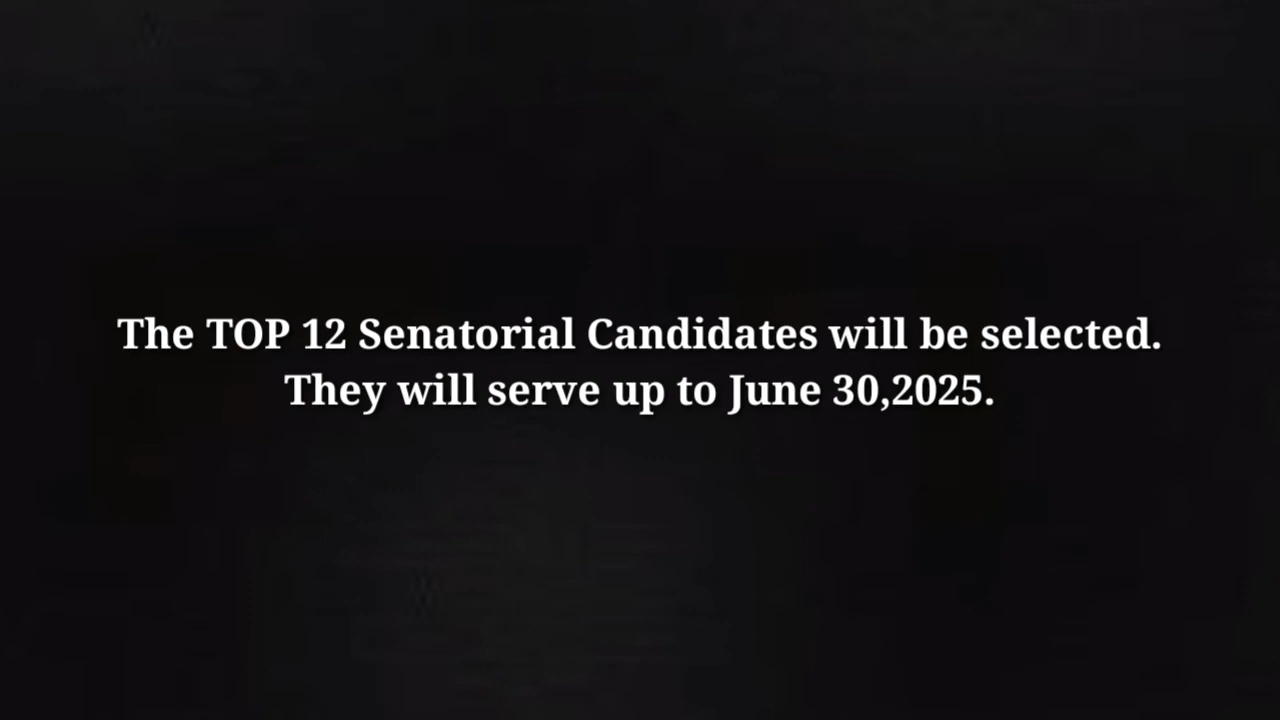 The TOP 12 Senatorial Candidates will be selected.
They will serve up to June 30,2025.